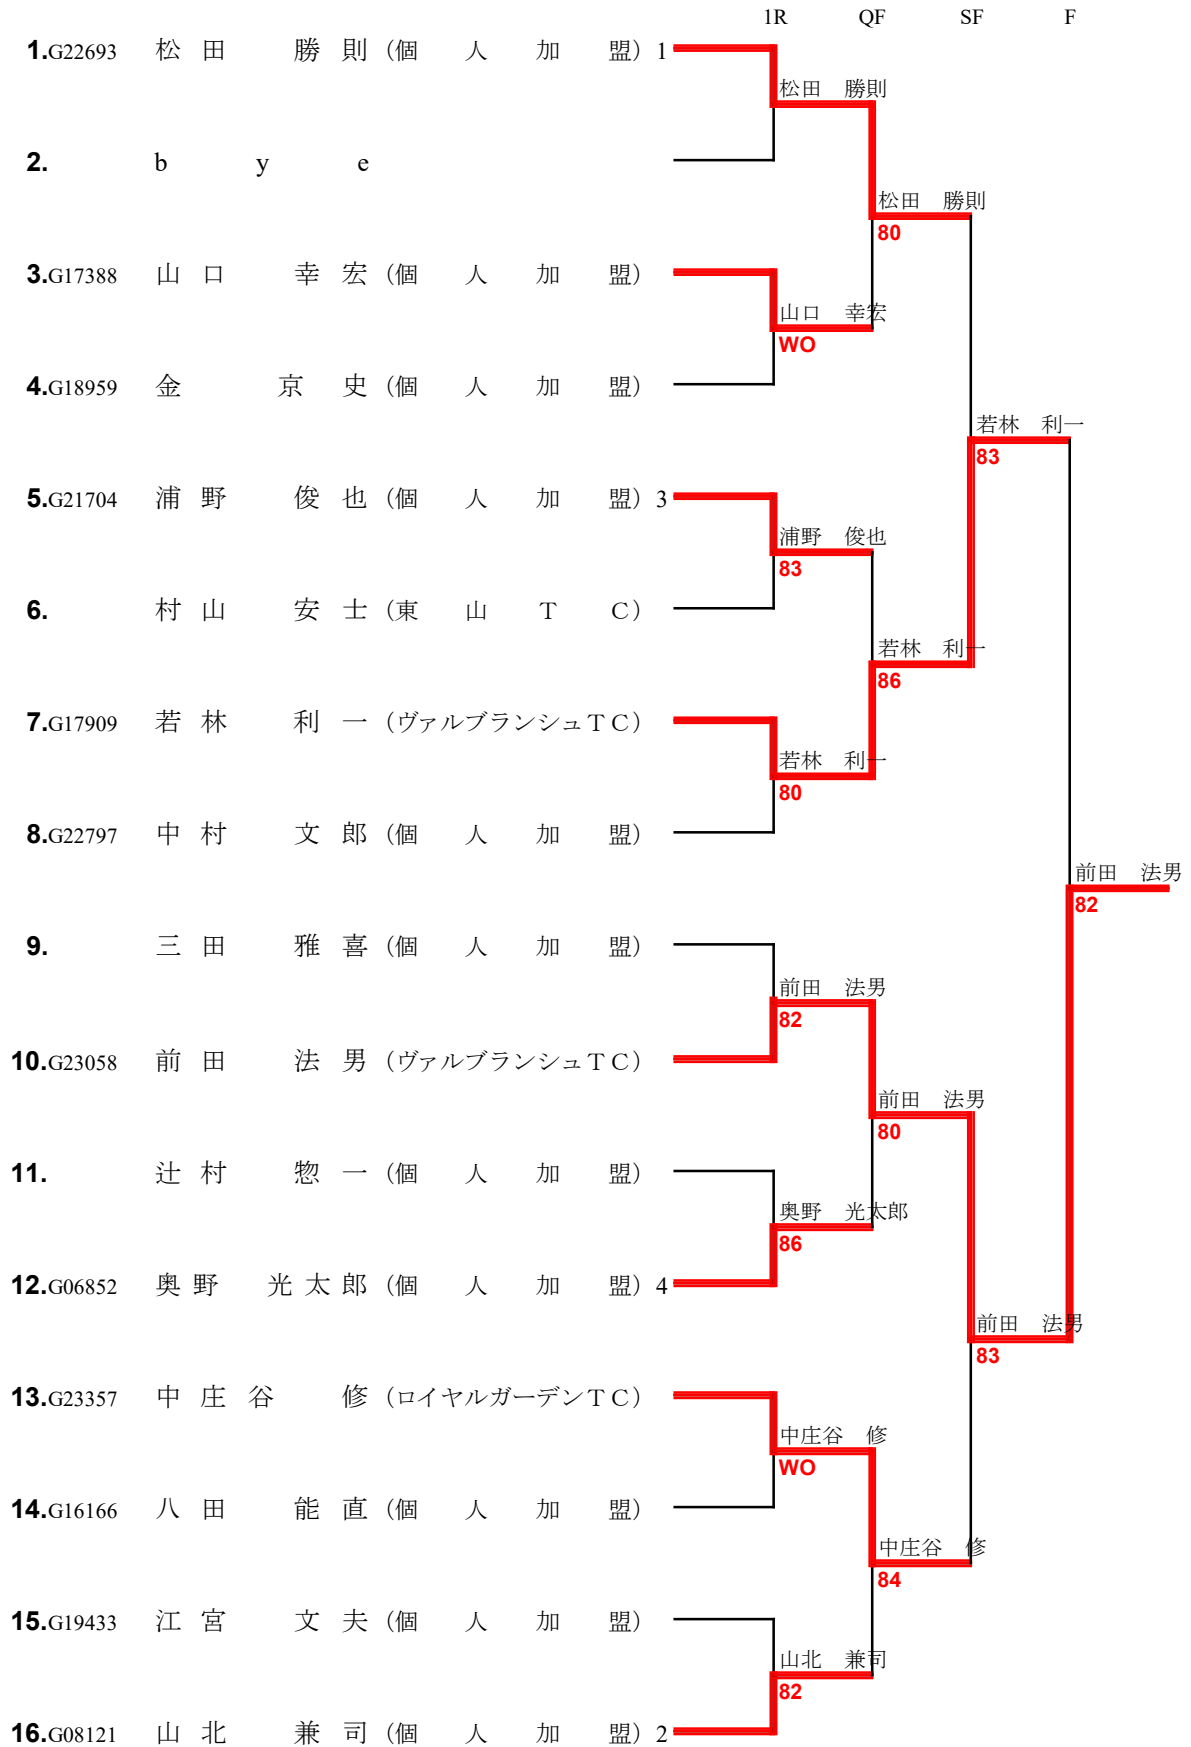 1R QF SF F
1.G22693 松田 勝則 (個人加盟) 1
松田 勝則
2. bye
松田 勝則
80
3.G17388 山口 幸宏 (個人加盟)
山口 幸宏
WO
4.G18959 金 京史 (個人加盟)
若林 利一
83
5.G21704 浦野 俊也 (個人加盟) 3
浦野 俊也
83
6. 村山 安士 (東山TC)
若林 利一
86
7.G17909 若林 利一 (ヴァルブランシュTC)
若林 利一
80
8.G22797 中村 文郎 (個人加盟)
前田 法男
82
9. 三田 雅喜 (個人加盟)
前田 法男
82
10.G23058 前田 法男 (ヴァルブランシュTC)
前田 法男
80
11. 辻村 惣一 (個人加盟)
奥野 光太郎
86
12.G06852 奥野 光太郎 (個人加盟) 4
前田 法男
83
13.G23357 中庄谷 修 (ロイヤルガーデンTC)
中庄谷 修
WO
14.G16166 八田 能直 (個人加盟)
中庄谷 修
84
15.G19433 江宮 文夫 (個人加盟)
山北 兼司
82
16.G08121 山北 兼司 (個人加盟) 2